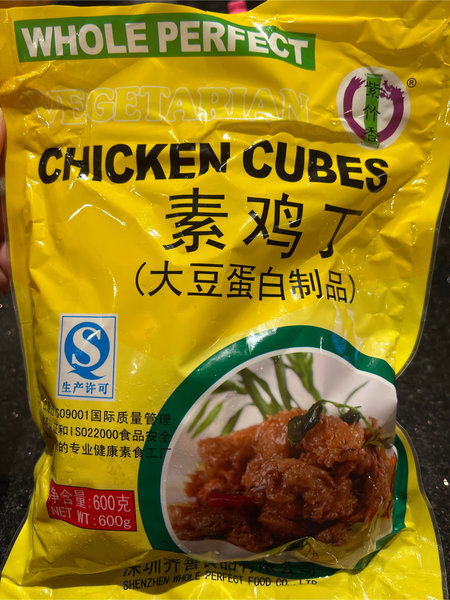 WHOLE PERFECT
紫竹香
®
VEGETARIAN
CHICKEN CUBES
素鸡丁
(大豆蛋白制品)
QS
生产许可
ISO9001国际质量管理
和ISO22000食品安全
的专业健康素食工厂
净含量:600克
NET WT:600g
深圳齐善食品有限公司
SHENZHEN WHOLE PERFECT FOOD CO., LTD